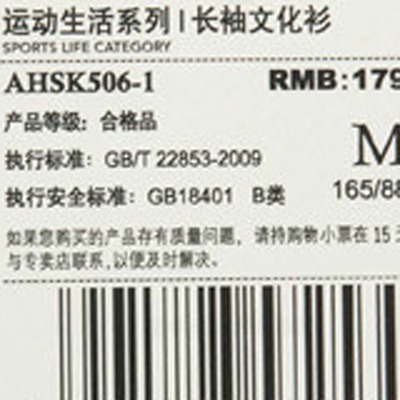 运动生活系列 | 长袖文化衫
SPORTS LIFE CATEGORY
AHSK506-1 RMB:179
产品等级: 合格品
M
执行标准: GB/T 22853-2009
165/88
执行安全标准: GB18401 B类
如果您购买的产品存有质量问题, 请持购物小票在 15
与专卖店联系,以便及时解决。